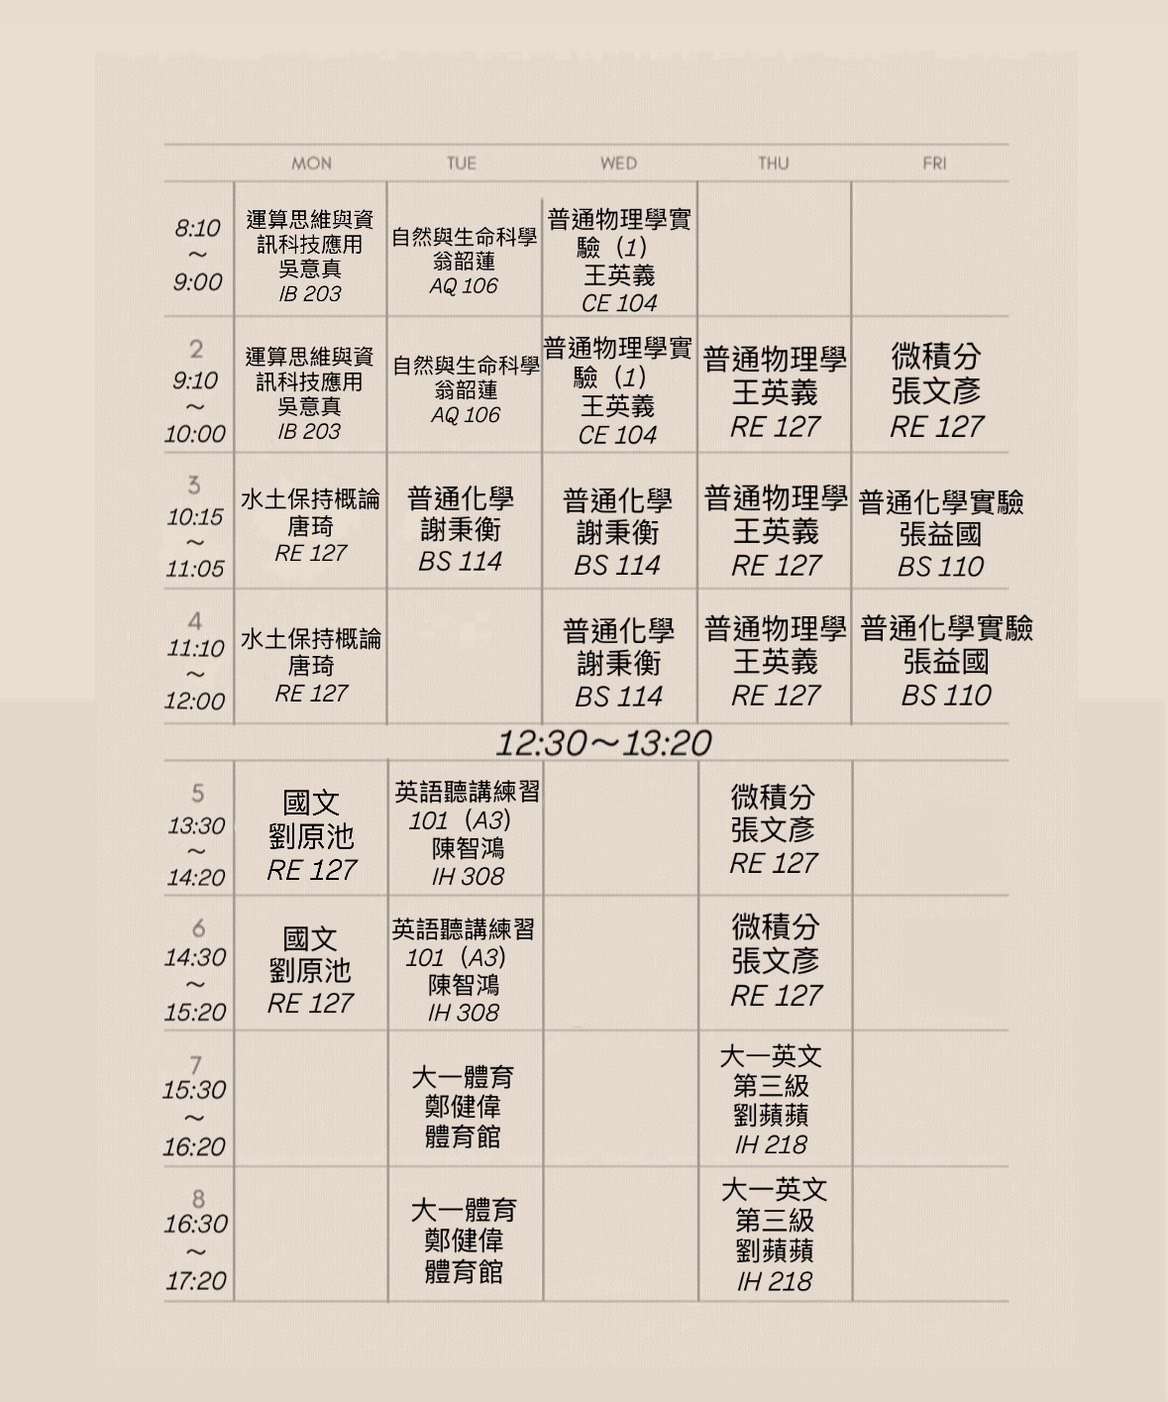 MON TUE WED THU FRI
8:10
～
9:00
運算思維與資
訊科技應用
吳意真
IB 203
自然與生命科學
翁韶蓮
AQ 106
普通物理學實
驗（1）
王英義
CE 104
2
9:10
～
10:00
運算思維與資
訊科技應用
吳意真
IB 203
自然與生命科學
翁韶蓮
AQ 106
普通物理學實
驗（1）
王英義
CE 104
普通物理學
王英義
RE 127
微積分
張文彥
RE 127
3
10:15
～
11:05
水土保持概論
唐琦
RE 127
普通化學
謝秉衡
BS 114
普通化學
謝秉衡
BS 114
普通物理學
王英義
RE 127
普通化學實驗
張益國
BS 110
4
11:10
～
12:00
水土保持概論
唐琦
RE 127
普通化學
謝秉衡
BS 114
普通物理學
王英義
RE 127
普通化學實驗
張益國
BS 110
12:30～13:20
5
13:30
～
14:20
國文
劉原池
RE 127
英語聽講練習
101（A3）
陳智鴻
IH 308
微積分
張文彥
RE 127
6
14:30
～
15:20
國文
劉原池
RE 127
英語聽講練習
101（A3）
陳智鴻
IH 308
微積分
張文彥
RE 127
7
15:30
～
16:20
大一體育
鄭健偉
體育館
大一英文
第三級
劉蘋蘋
IH 218
8
16:30
～
17:20
大一體育
鄭健偉
體育館
大一英文
第三級
劉蘋蘋
IH 218